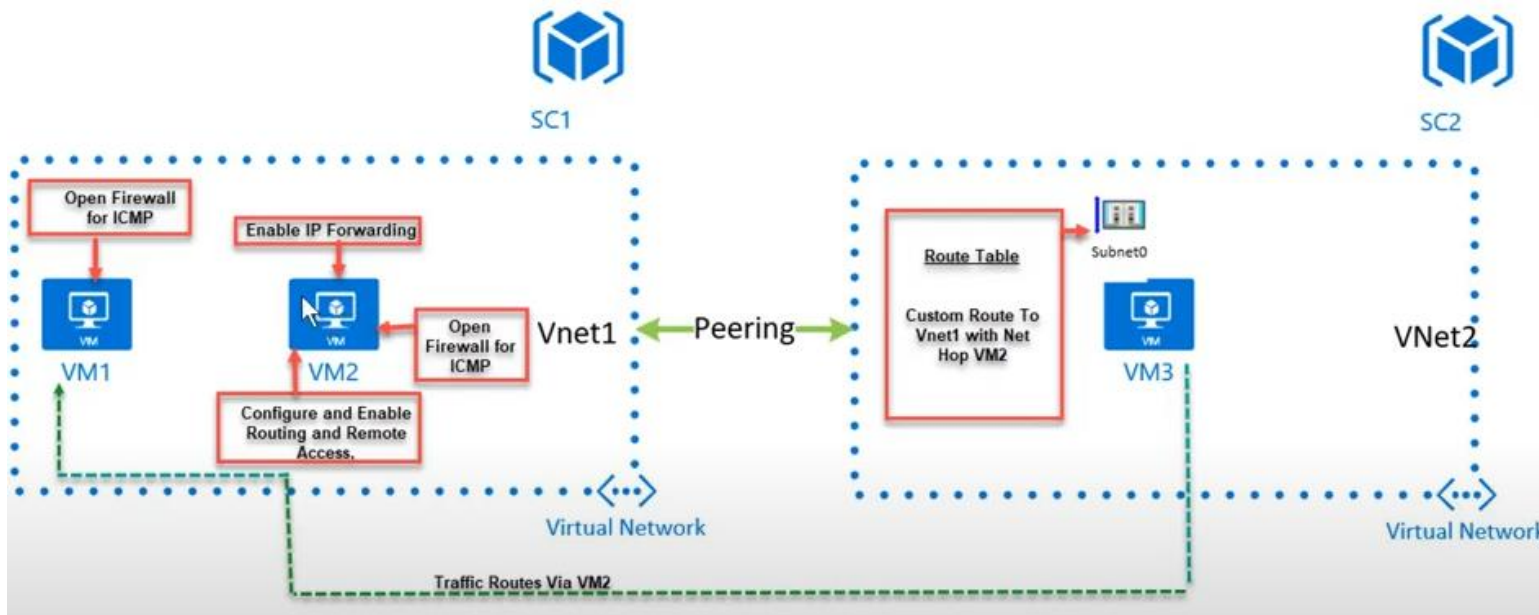 SC1
SC2
Open Firewall
for ICMP
Enable IP Forwarding
VM
VM1
VM
VM2
Open
Firewall for
ICMP
Configure and Enable
Routing and Remote
Access.
Vnet1
Peering
Route Table
Custom Route To
Vnet1 with Net
Hop VM2
Subnet0
VM
VM3
VNet2
Virtual Network
Virtual Network
Traffic Routes Via VM2